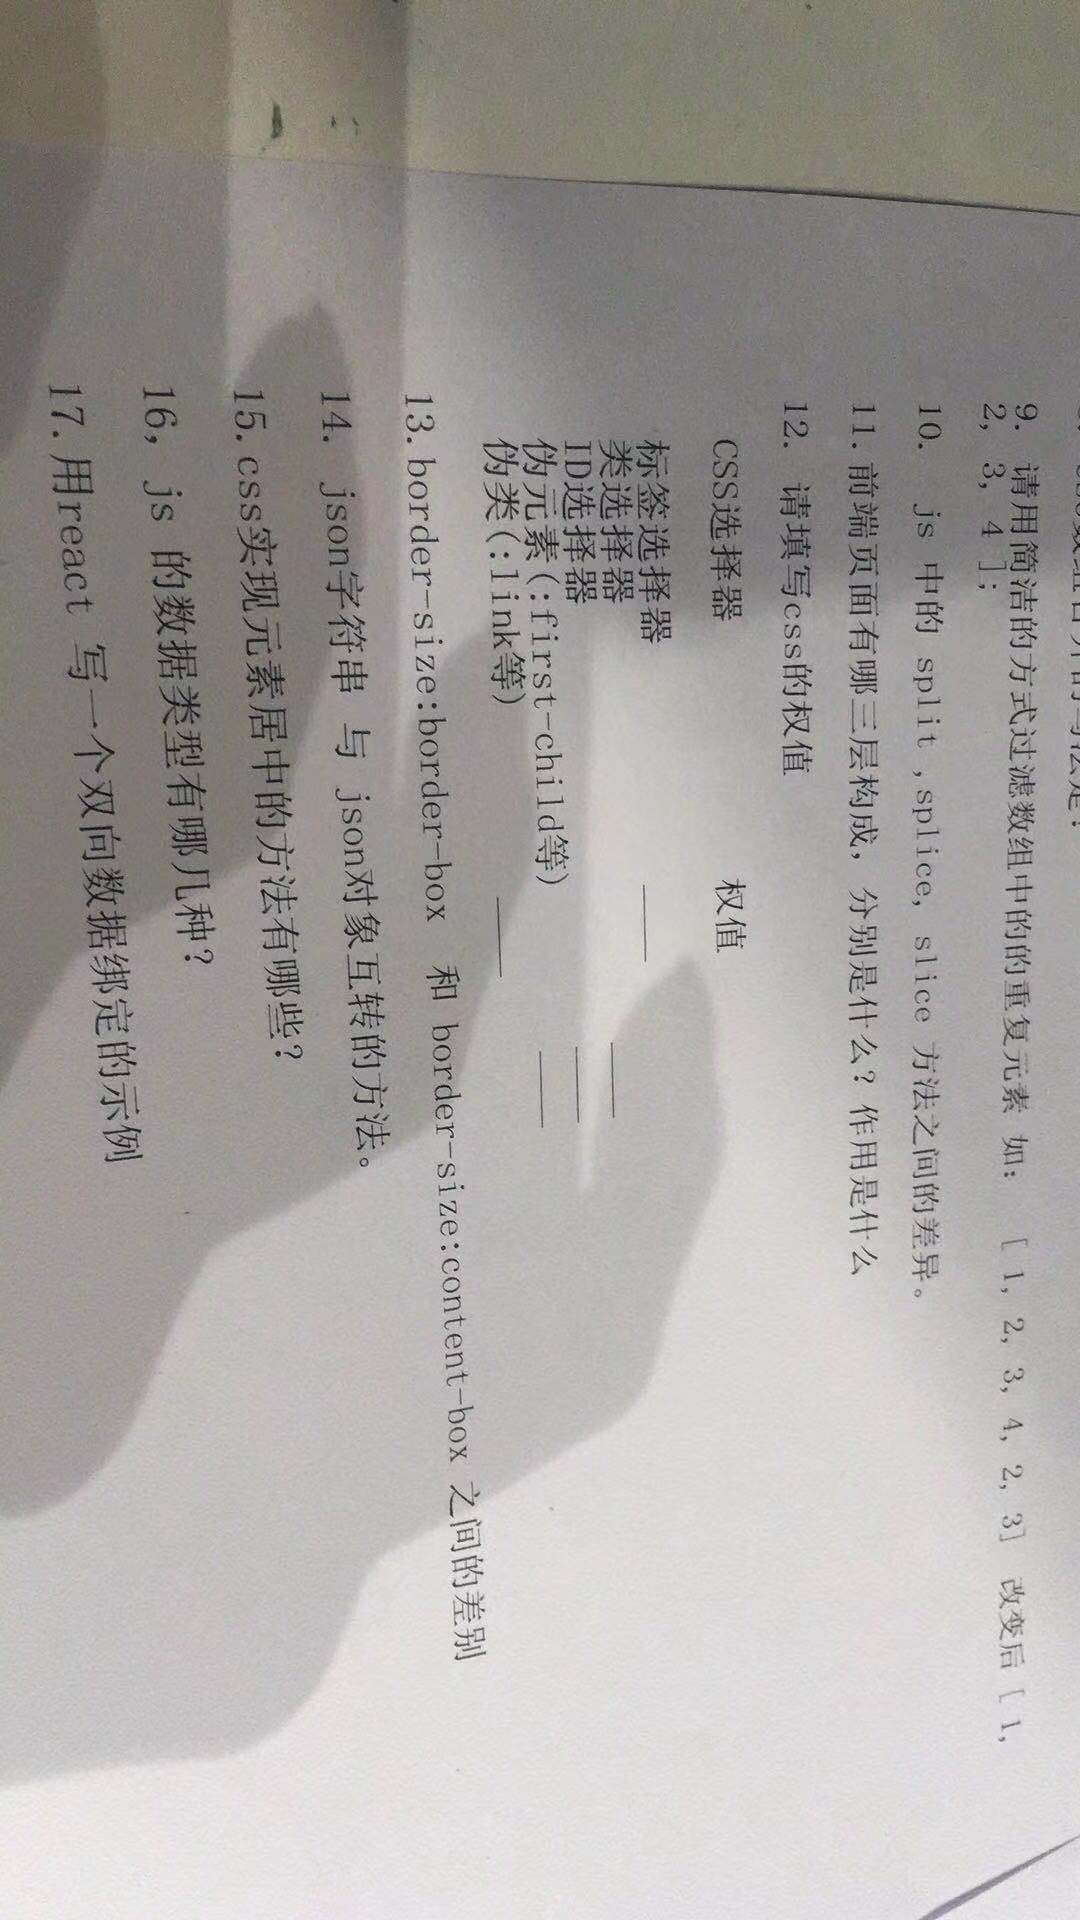 9. 请用简洁的方式过滤数组中的的重复元素 如: [ 1, 2, 3, 4, 2, 3] 改变后 [ 1,
2, 3, 4 ];
10. js 中的 split ,splice, slice 方法之间的差异。
11. 前端页面有哪三层构成, 分别是什么? 作用是什么
12. 请填写css的权值
CSS选择器 权值
标签选择器 ____
类选择器 ____
ID选择器 ____
伪元素(:first-child等) ____
伪类(:link等) ____
13.border-size:border-box 和 border-size:content-box 之间的差别
14. json字符串 与 json对象互转的方法。
15.css实现元素居中的方法有哪些?
16, js 的数据类型有哪几种?
17.用react 写一个双向数据绑定的示例